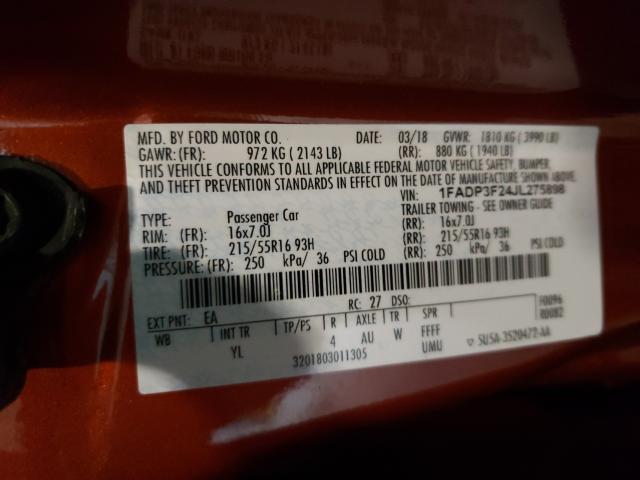 MFD. BY FORD MOTOR CO. DATE: 03/18 GVWR: 1810 KG ( 3990 LB)
GAWR: (FR): 972 KG ( 2143 LB) (RR): 880 KG ( 1940 LB)
THIS VEHICLE CONFORMS TO ALL APPLICABLE FEDERAL MOTOR VEHICLE SAFETY, BUMPER,
AND THEFT PREVENTION STANDARDS IN EFFECT ON THE DATE OF MANUFACTURE SHOWN ABOVE.
VIN: 1FADP3F24JL275898
TYPE: Passenger Car TRAILER TOWING - SEE OWNER GUIDE
RIM: (FR): 16x7.0J (RR): 16x7.0J
TIRE: (FR): 215/55R16 93H (RR): 215/55R16 93H
PRESSURE: (FR): 250 kPa/ 36 PSI COLD (RR): 250 kPa/ 36 PSI COLD
RC: 27 DSO: F0096
EXT PNT: EA R0082
WB INT TR TP/PS R AXLE TR SPR
YL 4 AU W FFFF
3201803011305 UMU ▽ 5U5A-3520472-AA